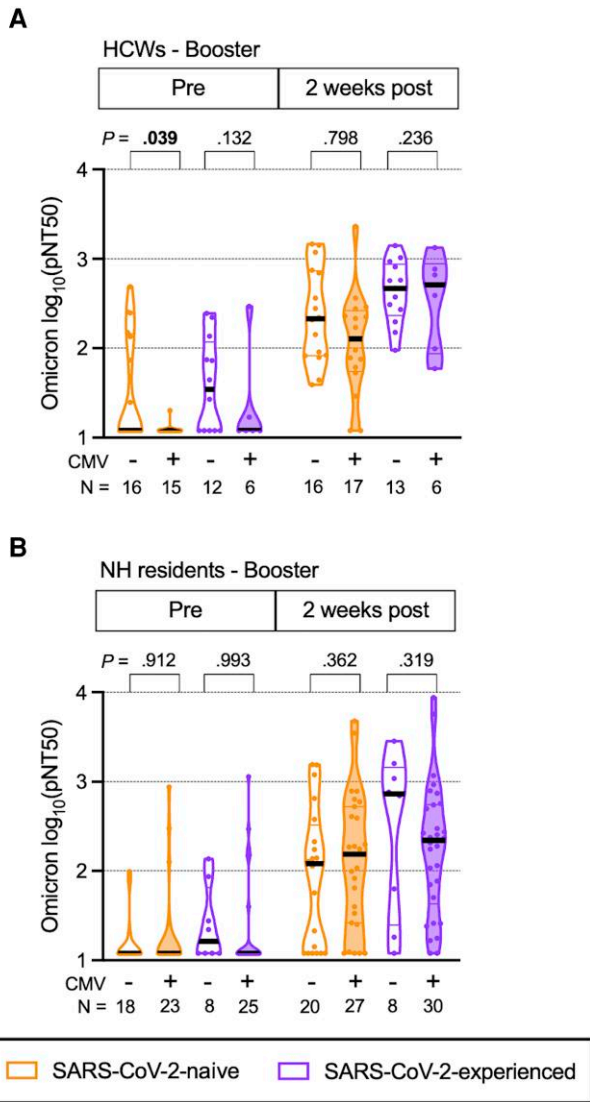 A
HCWs - Booster
Pre 2 weeks post
P = .039 .132 .798 .236
4
3
2
1
Omicron log10(pNT50)
CMV - + - + - + - +
N = 16 15 12 6 16 17 13 6
B
NH residents - Booster
Pre 2 weeks post
P = .912 .993 .362 .319
4
3
2
1
Omicron log10(pNT50)
CMV - + - + - + - +
N = 18 23 8 25 20 27 8 30
SARS-CoV-2-naive SARS-CoV-2-experienced